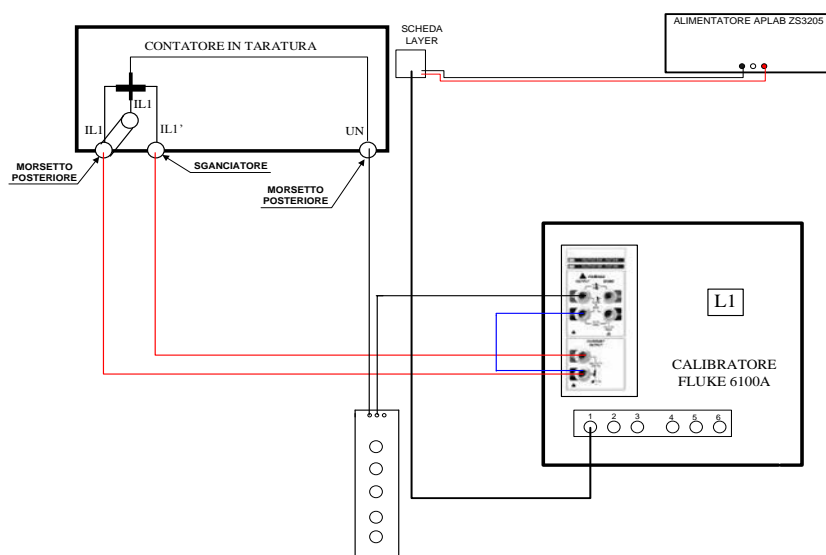 SCHEDA
LAYER
ALIMENTATORE APLAB ZS3205
CONTATORE IN TARATURA
IL1
IL1
IL1'
UN
MORSETTO
POSTERIORE
SGANCIATORE
MORSETTO
POSTERIORE
L1
CALIBRATORE
FLUKE 6100A
1 2 3 4 5 6